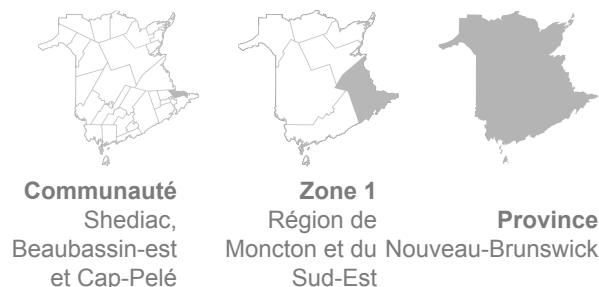 Communauté
Shediac,
Beaubassin-est
et Cap-Pelé
Zone 1
Région de
Moncton et du
Sud-Est
Province
Nouveau-Brunswick